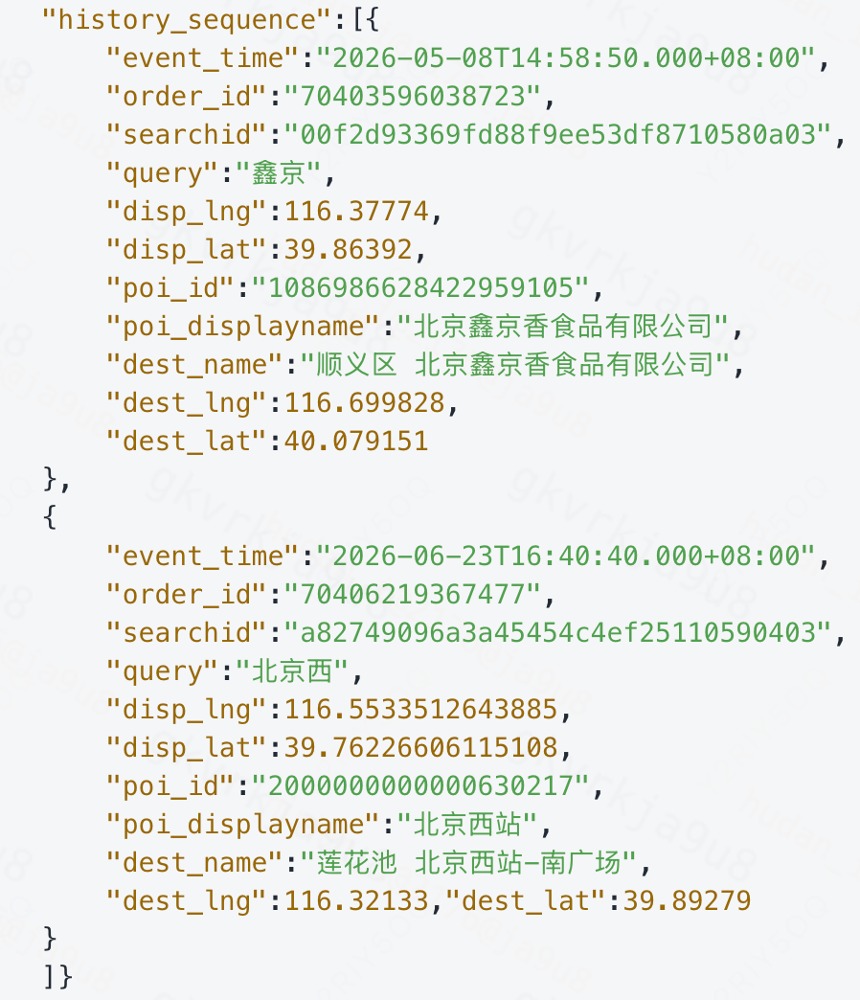 "history_sequence":[{
"event_time":"2026-05-08T14:58:50.000+08:00",
"order_id":"70403596038723",
"searchid":"00f2d93369fd88f9ee53df8710580a03",
"query":"鑫京",
"disp_lng":116.37774,
"disp_lat":39.86392,
"poi_id":"1086986628422959105",
"poi_displayname":"北京鑫京香食品有限公司",
"dest_name":"顺义区 北京鑫京香食品有限公司",
"dest_lng":116.699828,
"dest_lat":40.079151
},
{
"event_time":"2026-06-23T16:40:40.000+08:00",
"order_id":"70406219367477",
"searchid":"a82749096a3a45454c4ef25110590403",
"query":"北京西",
"disp_lng":116.5533512643885,
"disp_lat":39.76226606115108,
"poi_id":"2000000000000630217",
"poi_displayname":"北京西站",
"dest_name":"莲花池 北京西站-南广场",
"dest_lng":116.32133,"dest_lat":39.89279
}
]}